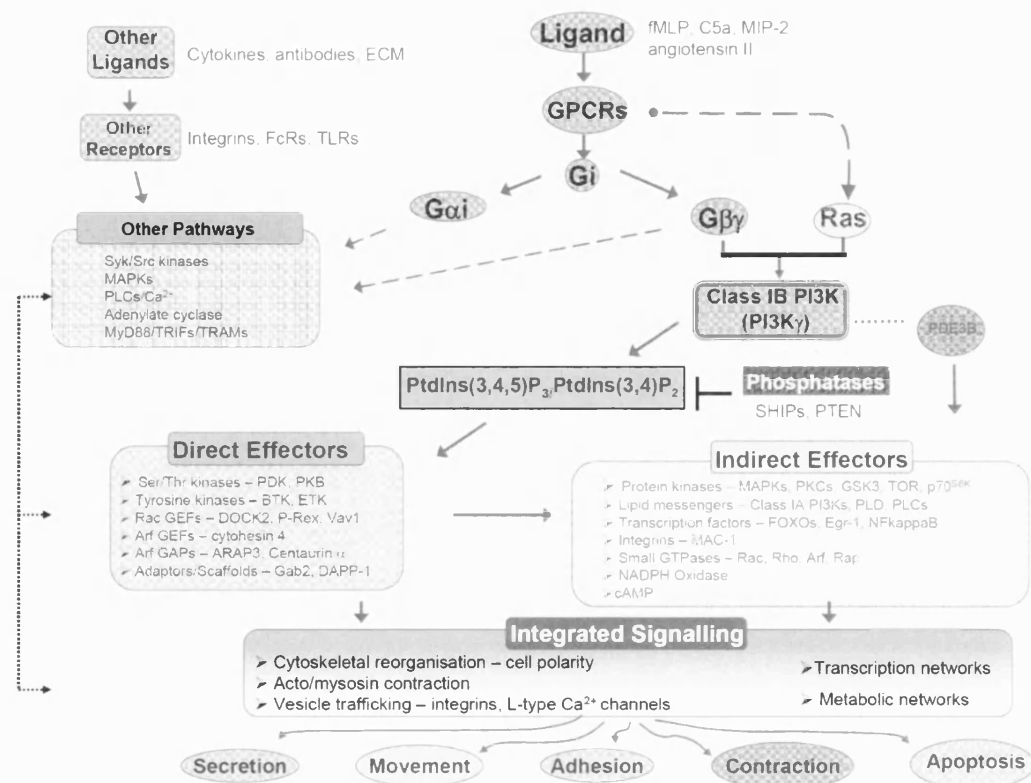 Other
Ligands
Cytokines, antibodies, ECM
Other
Receptors
Integrins, FcRs, TLRs
Ligand
fMLP, C5a, MIP-2
angiotensin II
GPCRs
Gi
Gαi
Gβγ
Ras
Other Pathways
Syk/Src kinases
MAPKs
PLCs/Ca²⁺
Adenylate cyclase
MyD88/TRIFs/TRAMs
Class IB PI3K
(PI3Kγ)
PDE3B
PtdIns(3,4,5)P₃/PtdIns(3,4)P₂
Phosphatases
SHIPs, PTEN
Direct Effectors
➤ Ser/Thr kinases – PDK, PKB
➤ Tyrosine kinases – BTK, ETK
➤ Rac GEFs – DOCK2, P-Rex, Vav1
➤ Arf GEFs – cytohesin 4
➤ Arf GAPs – ARAP3, Centaurin α
➤ Adaptors/Scaffolds – Gab2, DAPP-1
Indirect Effectors
➤ Protein kinases – MAPKs, PKCs, GSK3, TOR, p70ˢ⁶ᴷ
➤ Lipid messengers – Class IA PI3Ks, PLD, PLCs
➤ Transcription factors – FOXOs, Egr-1, NFkappaB
➤ Integrins – MAC-1
➤ Small GTPases – Rac, Rho, Arf, Rap
➤ NADPH Oxidase
➤ cAMP
Integrated Signalling
➤ Cytoskeletal reorganisation – cell polarity
➤ Acto/mysosin contraction
➤ Vesicle trafficking – integrins, L-type Ca²⁺ channels
➤ Transcription networks
➤ Metabolic networks
Secretion
Movement
Adhesion
Contraction
Apoptosis